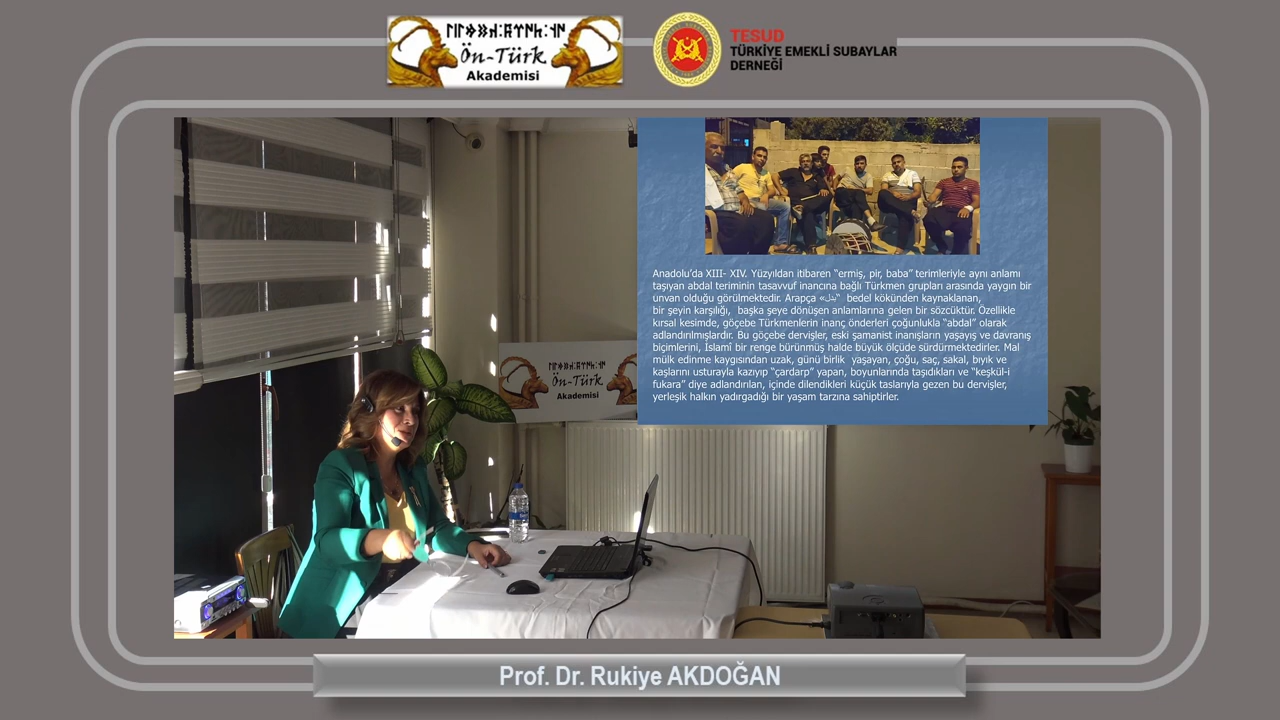 Ön-Türk
Akademisi
TESUD
TÜRKİYE EMEKLİ SUBAYLAR
DERNEĞİ
Anadolu'da XIII- XIV. Yüzyıldan itibaren “ermiş, pir, baba” terimleriyle aynı anlamı
taşıyan abdal teriminin tasavvuf inancına bağlı Türkmen grupları arasında yaygın bir
unvan olduğu görülmektedir. Arapça «بدل“ bedel kökünden kaynaklanan,
bir şeyin karşılığı, başka şeye dönüşen anlamlarına gelen bir sözcüktür. Özellikle
kırsal kesimde, göçebe Türkmenlerin inanç önderleri çoğunlukla “abdal” olarak
adlandırılmışlardır. Bu göçebe dervişler, eski şamanist inanışların yaşayış ve davranış
biçimlerini, İslamî bir renge bürünmüş halde büyük ölçüde sürdürmektedirler. Mal
mülk edinme kaygısından uzak, günü birlik yaşayan, çoğu, saç, sakal, bıyık ve
kaşlarını usturayla kazıyıp “çardarp” yapan, boyunlarında taşıdıkları ve “keşkül-i
fukara” diye adlandırılan, içinde dilendikleri küçük taslarıyla gezen bu dervişler,
yerleşik halkın yadırgadığı bir yaşam tarzına sahiptirler.
Ön-Türk
Akademisi
Prof. Dr. Rukiye AKDOĞAN